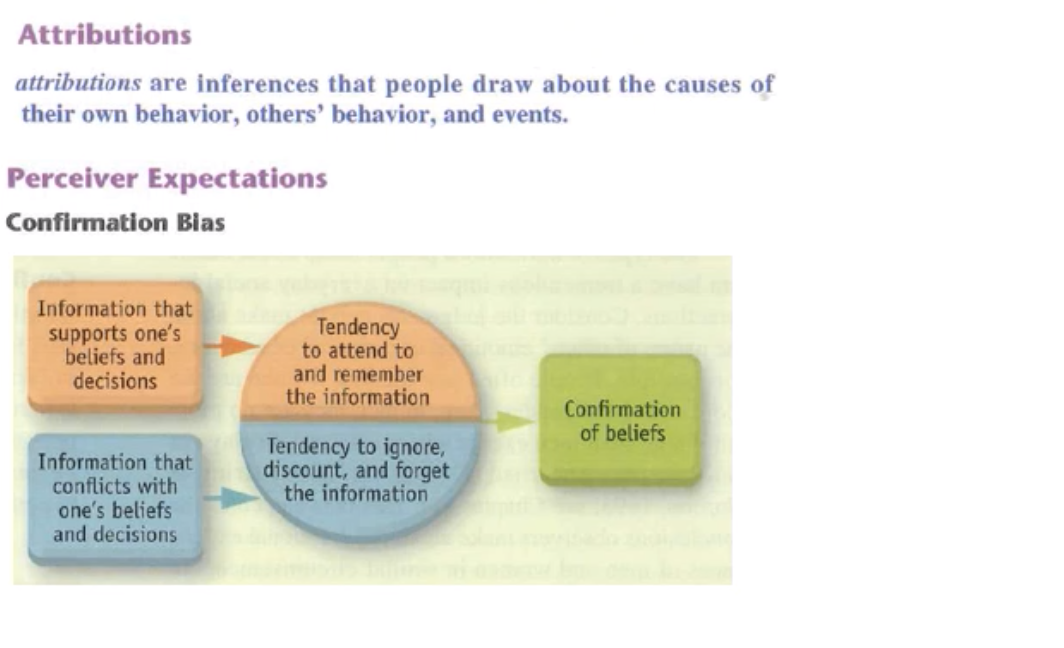 Attributions
attributions are inferences that people draw about the causes of
their own behavior, others’ behavior, and events.
Perceiver Expectations
Confirmation Bias
Information that
supports one’s
beliefs and
decisions
Tendency
to attend to
and remember
the information
Information that
conflicts with
one’s beliefs
and decisions
Tendency to ignore,
discount, and forget
the information
Confirmation
of beliefs